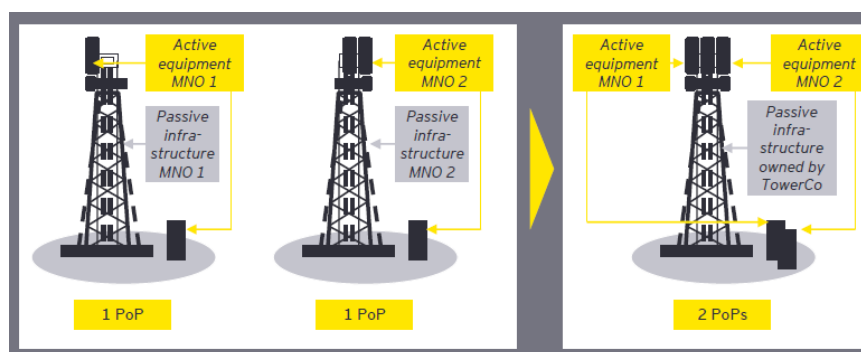 Active
equipment
MNO 1
Passive
infra-
structure
MNO 1
1 PoP
Active
equipment
MNO 2
Passive
infra-
structure
MNO 2
1 PoP
Active
equipment
MNO 1
Active
equipment
MNO 2
Passive
infra-
structure
owned by
TowerCo
2 PoPs